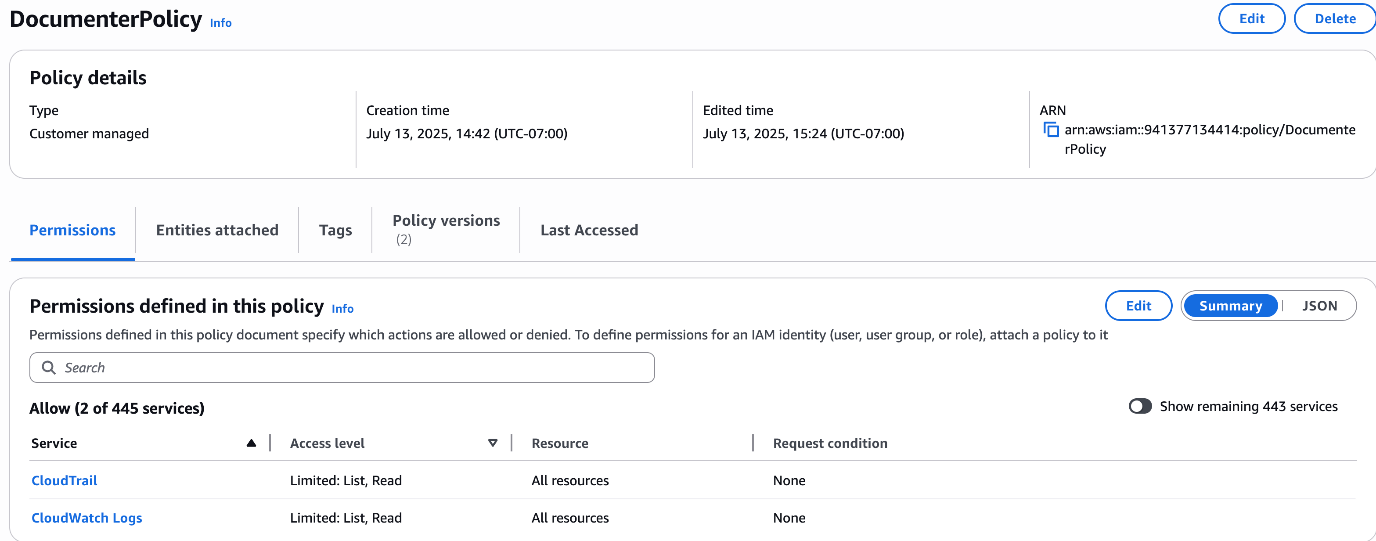 DocumenterPolicy Info
Edit
Delete
Policy details
Type
Customer managed
Creation time
July 13, 2025, 14:42 (UTC-07:00)
Edited time
July 13, 2025, 15:24 (UTC-07:00)
ARN
arn:aws:iam::941377134414:policy/Documente
rPolicy
Permissions
Entities attached
Tags
Policy versions
(2)
Last Accessed
Permissions defined in this policy Info
Edit
Summary
JSON
Permissions defined in this policy document specify which actions are allowed or denied. To define permissions for an IAM identity (user, user group, or role), attach a policy to it
Search
Allow (2 of 445 services)
Show remaining 443 services
Service Access level Resource Request condition
CloudTrail Limited: List, Read All resources None
CloudWatch Logs Limited: List, Read All resources None